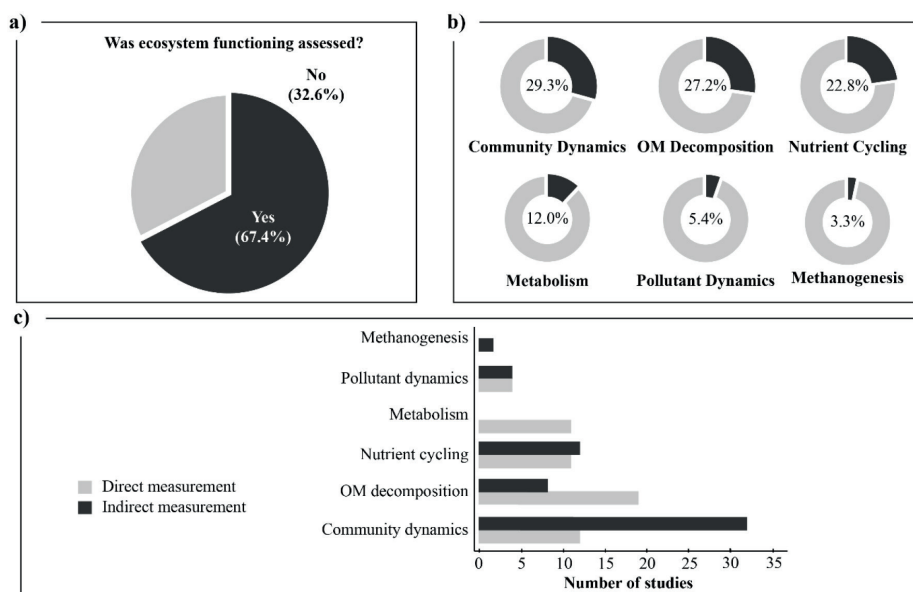 a)
Was ecosystem functioning assessed?
No
(32.6%)
Yes
(67.4%)
b)
29.3%
27.2%
22.8%
Community Dynamics
OM Decomposition
Nutrient Cycling
12.0%
5.4%
3.3%
Metabolism
Pollutant Dynamics
Methanogenesis
c)
Methanogenesis
Pollutant dynamics
Metabolism
Nutrient cycling
OM decomposition
Community dynamics
Direct measurement
Indirect measurement
0 5 10 15 20 25 30 35
Number of studies